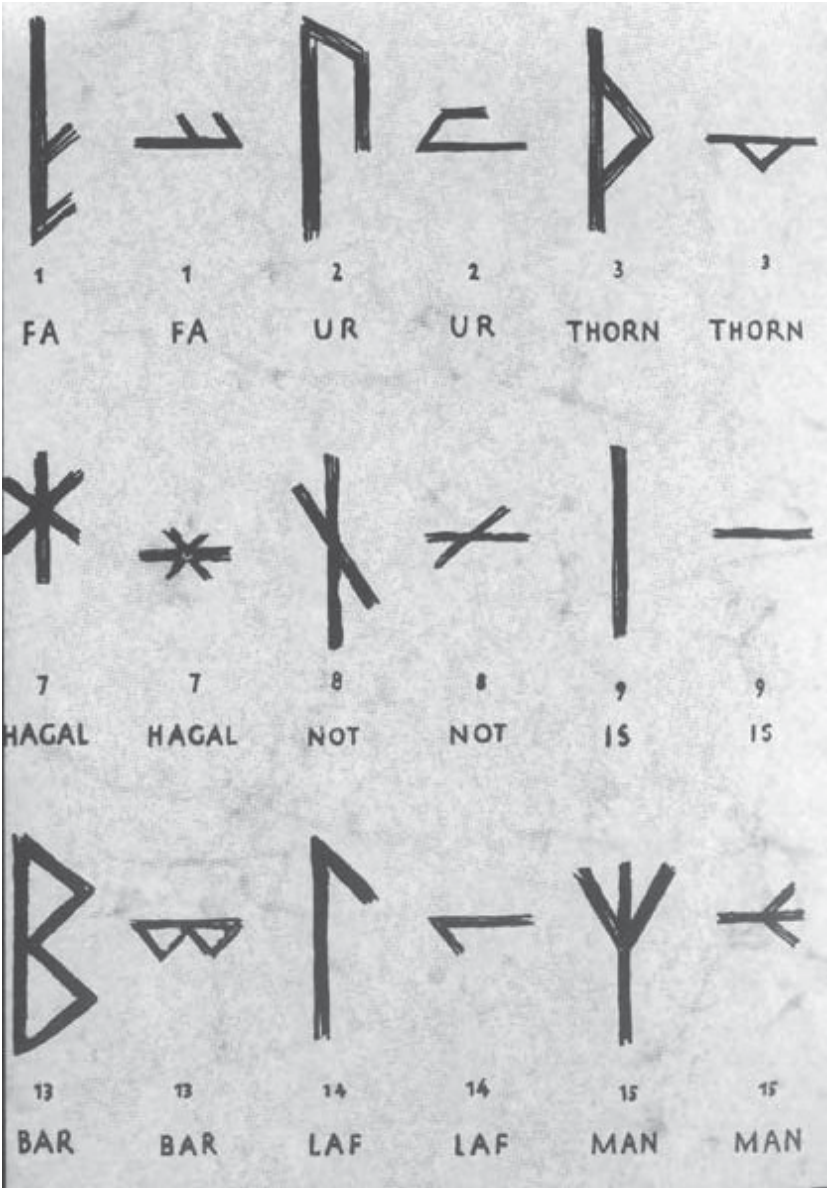 1 1 2 2 3 3
FA FA UR UR THORN THORN
7 7 8 8 9 9
HAGAL HAGAL NOT NOT IS IS
13 13 14 14 15 15
BAR BAR LAF LAF MAN MAN